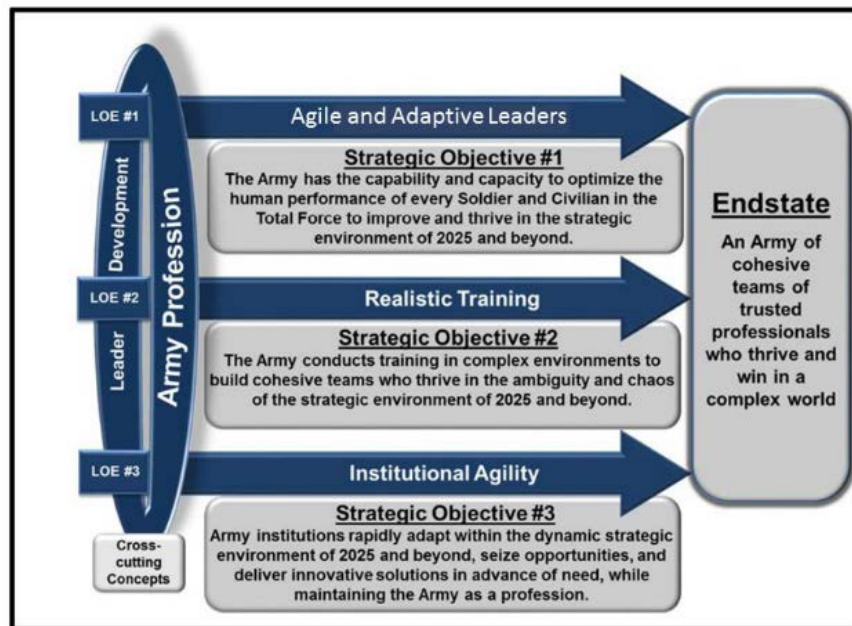 LOE #1
Agile and Adaptive Leaders
Strategic Objective #1
The Army has the capability and capacity to optimize the
human performance of every Soldier and Civilian in the
Total Force to improve and thrive in the strategic
environment of 2025 and beyond.
Leader Development
Army Profession
LOE #2
Realistic Training
Strategic Objective #2
The Army conducts training in complex environments to
build cohesive teams who thrive in the ambiguity and chaos
of the strategic environment of 2025 and beyond.
LOE #3
Institutional Agility
Strategic Objective #3
Army institutions rapidly adapt within the dynamic strategic
environment of 2025 and beyond, seize opportunities, and
deliver innovative solutions in advance of need, while
maintaining the Army as a profession.
Cross-
cutting
Concepts
Endstate
An Army of
cohesive
teams of
trusted
professionals
who thrive and
win in a
complex world